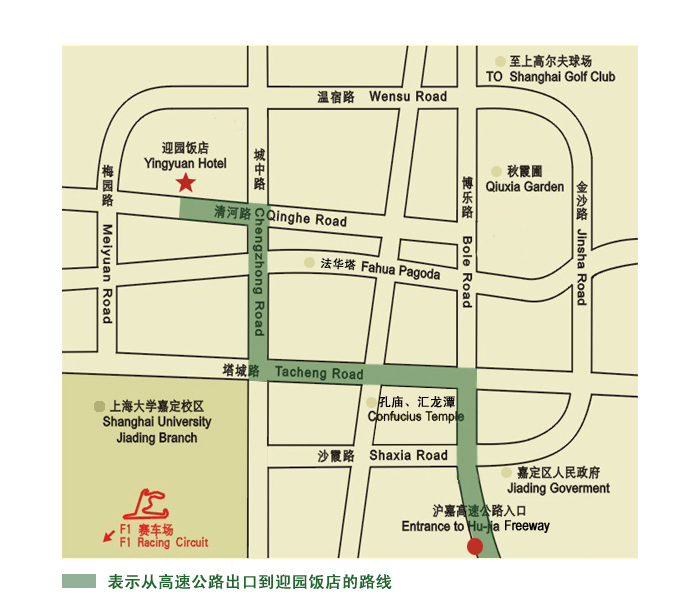 至上高尔夫球场
TO Shanghai Golf Club
温宿路 Wensu Road
迎园饭店
Yingyuan Hotel
城中路
Chengzhong Road
梅园路
Meiyuan Road
博乐路
Bole Road
秋霞圃
Qiuxia Garden
金沙路
Jinsha Road
清河路 Qinghe Road
法华塔 Fahua Pagoda
塔城路 Tacheng Road
上海大学嘉定校区
Shanghai University
Jiading Branch
孔庙、汇龙潭
Confucius Temple
沙霞路 Shaxia Road
嘉定区人民政府
Jiading Goverment
沪嘉高速公路入口
Entrance to Hu-jia Freeway
F1 赛车场
F1 Racing Circuit
表示从高速公路出口到迎园饭店的路线